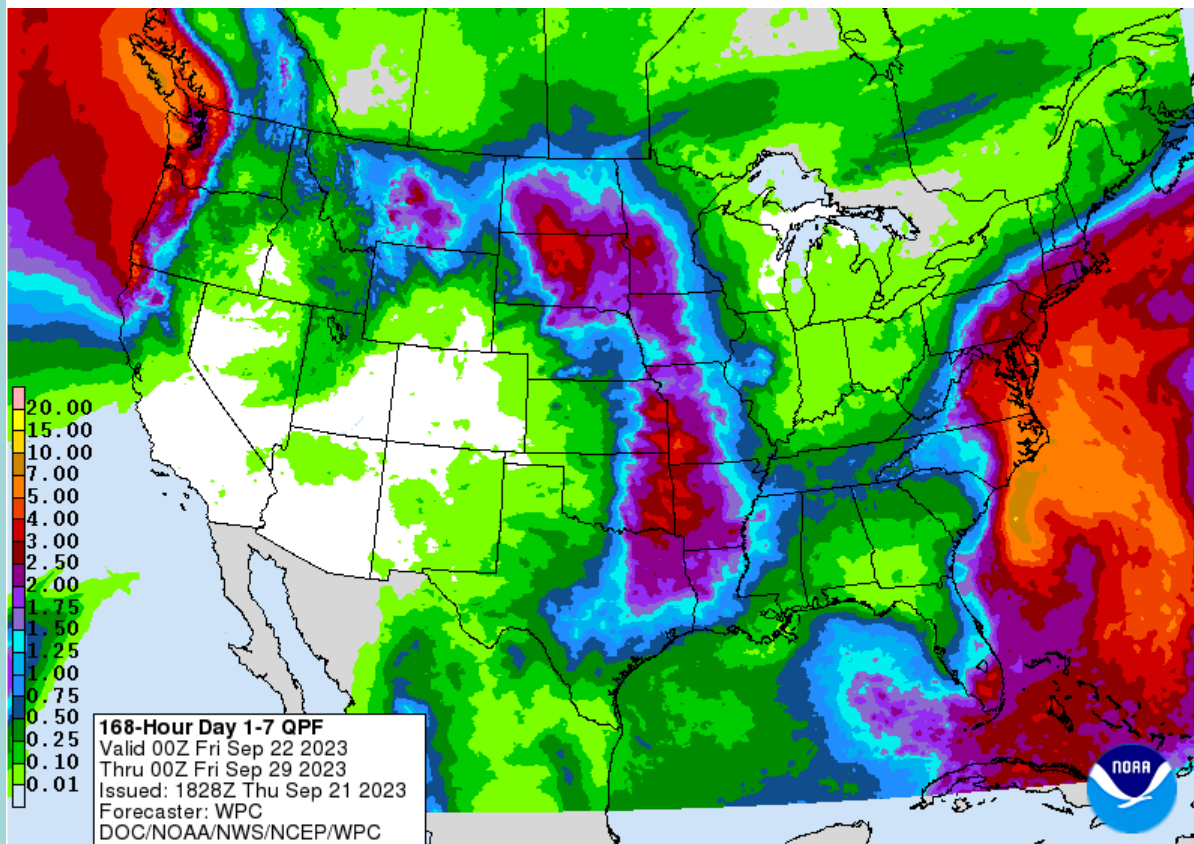 20.00
15.00
10.00
7.00
5.00
4.00
3.00
2.50
2.00
1.75
1.50
1.25
1.00
0.75
0.50
0.25
0.10
0.01
168-Hour Day 1-7 QPF
Valid 00Z Fri Sep 22 2023
Thru 00Z Fri Sep 29 2023
Issued: 1828Z Thu Sep 21 2023
Forecaster: WPC
DOC/NOAA/NWS/NCEP/WPC
NOAA